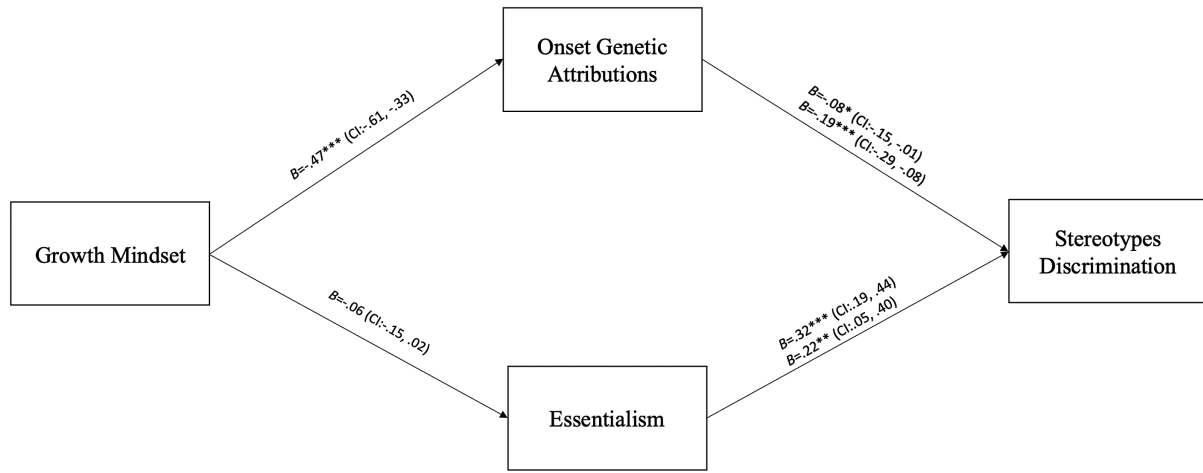 Onset Genetic
Attributions
B=-.47*** (CI:-.61, -.33)
B=-.08* (CI:-.15, -.01)
B=-.19*** (CI:-.29, -.08)
Growth Mindset
Stereotypes
Discrimination
B=-.06 (CI:-.15, .02)
B=.32*** (CI:.19, .44)
B=.22** (CI:.05, .40)
Essentialism